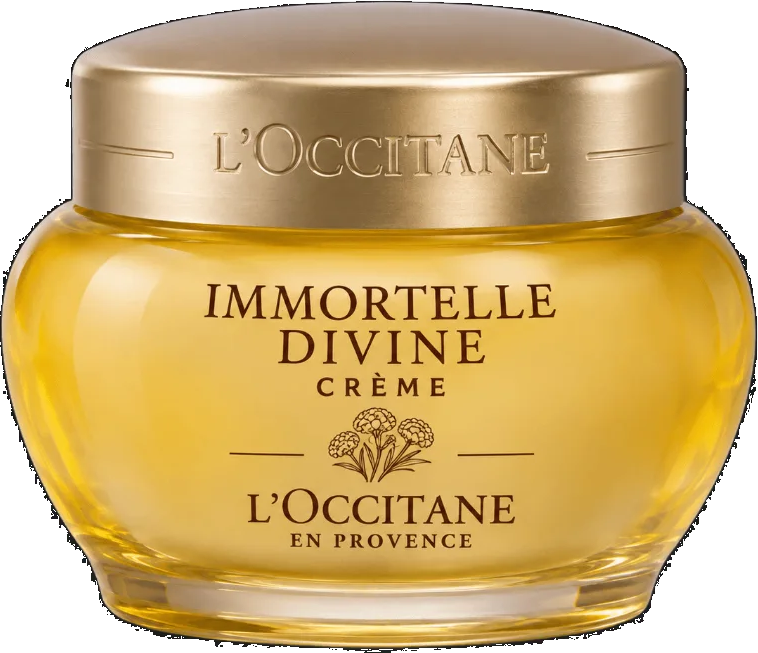 L'OCCITANE
IMMORTELLE
DIVINE
CRÈME
L'OCCITANE
EN PROVENCE